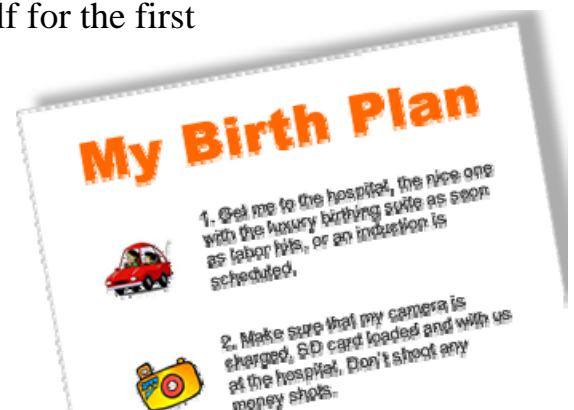 lf for the first
My Birth Plan
1. Get me to the hospital, the nice one
with the luxury birthing suite as soon
as labor hits, or an induction is
scheduled.
2. Make sure that my camera is
charged, SD card loaded and with us
at the hospital. Don't shoot any
money shots.